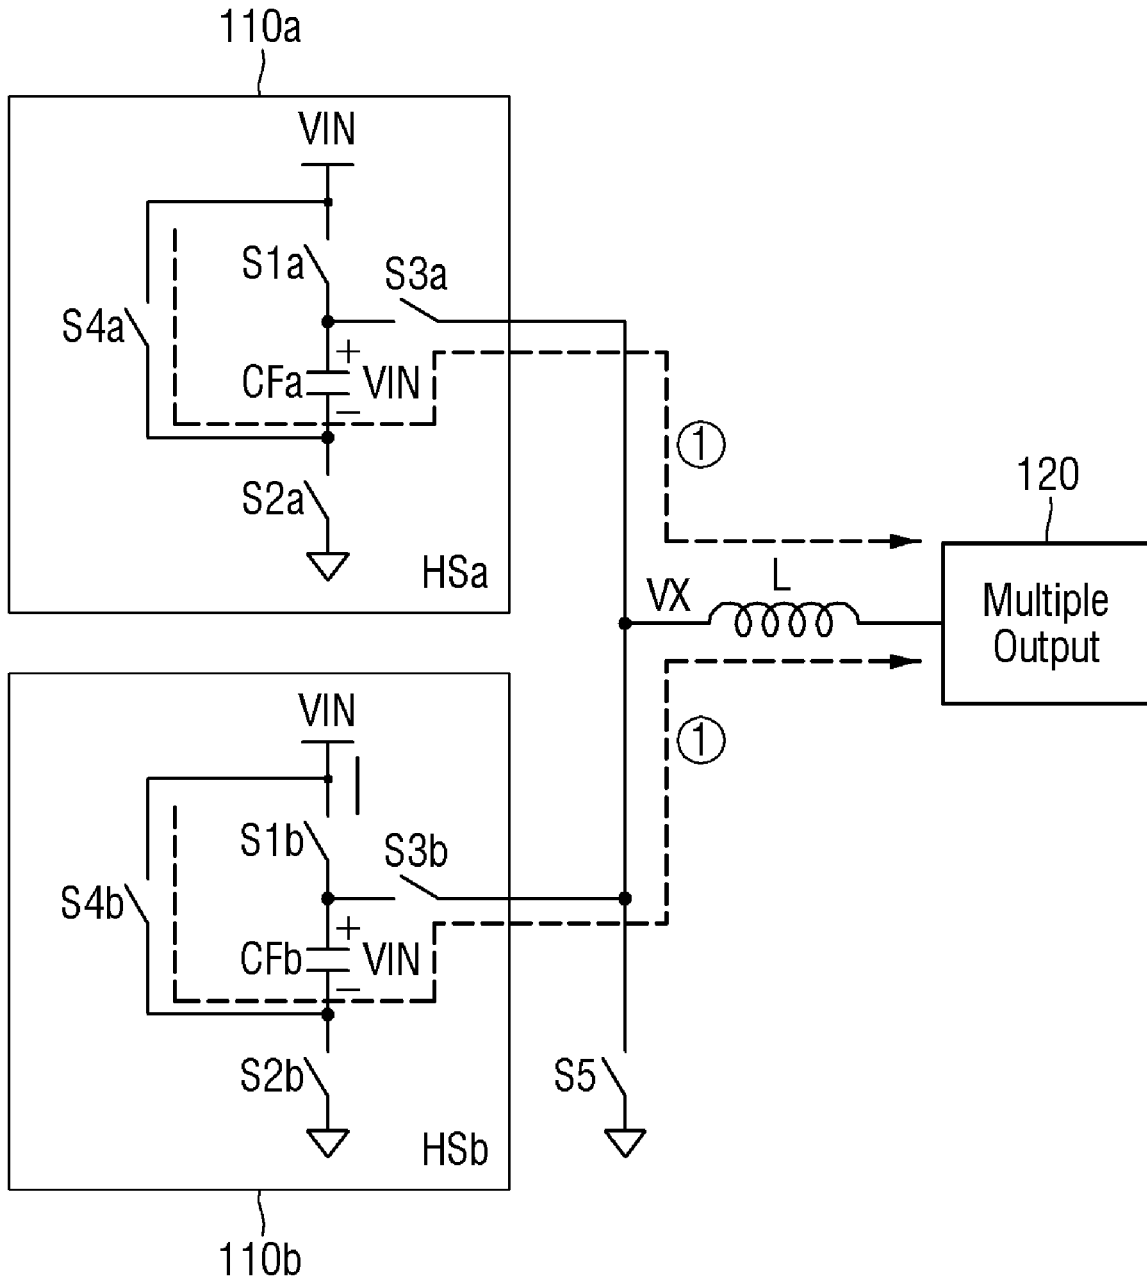 110a
VIN
S1a
S3a
S4a
+
CFa
VIN
−
S2a
HSa
1
120
VX
L
Multiple
Output
1
VIN
S1b
S3b
S4b
+
CFb
VIN
−
S2b
S5
HSb
110b